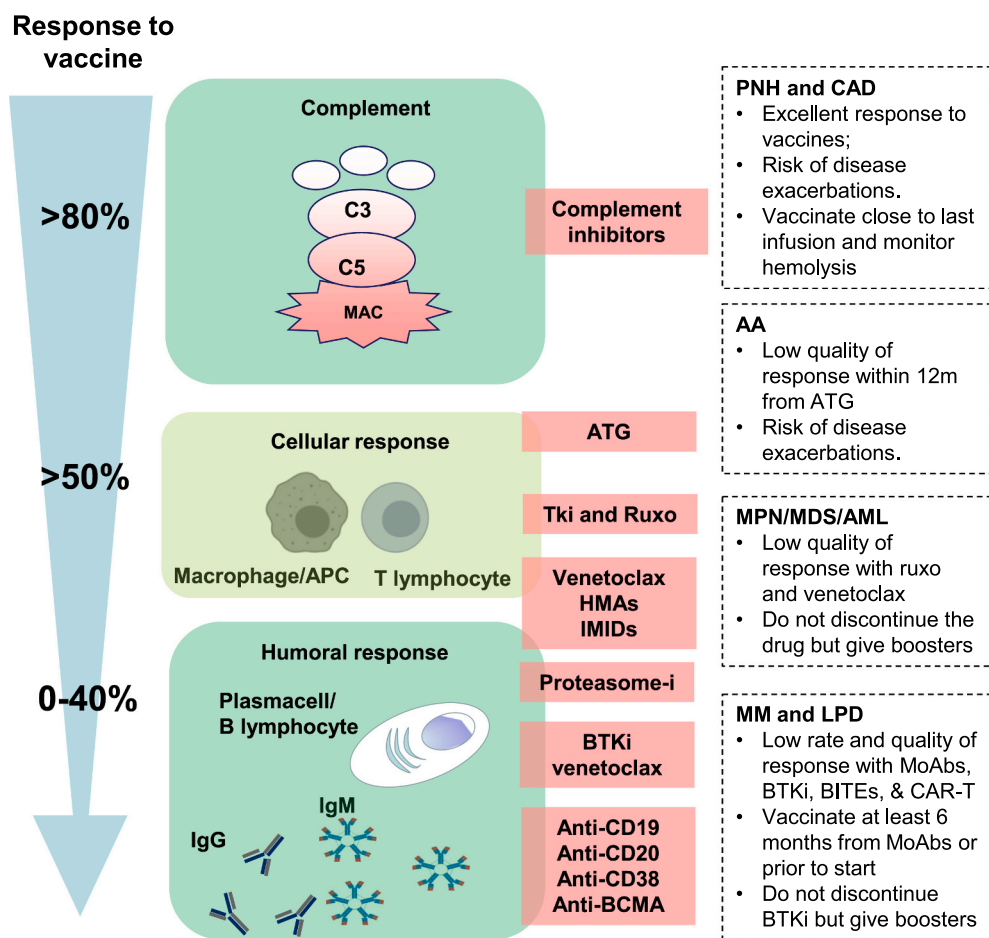 Response to
vaccine
>80%
>50%
0-40%
Complement
C3
C5
MAC
Complement
inhibitors
Cellular response
Macrophage/APC
T lymphocyte
ATG
Tki and Ruxo
Venetoclax
HMAs
IMIDs
Humoral response
Plasmacell/
B lymphocyte
IgM
IgG
Proteasome-i
BTKi
venetoclax
Anti-CD19
Anti-CD20
Anti-CD38
Anti-BCMA
PNH and CAD
• Excellent response to
vaccines;
• Risk of disease
exacerbations.
• Vaccinate close to last
infusion and monitor
hemolysis
AA
• Low quality of
response within 12m
from ATG
• Risk of disease
exacerbations.
MPN/MDS/AML
• Low quality of
response with ruxo
and venetoclax
• Do not discontinue the
drug but give boosters
MM and LPD
• Low rate and quality of
response with MoAbs,
BTKi, BITEs, & CAR-T
• Vaccinate at least 6
months from MoAbs or
prior to start
• Do not discontinue
BTKi but give boosters